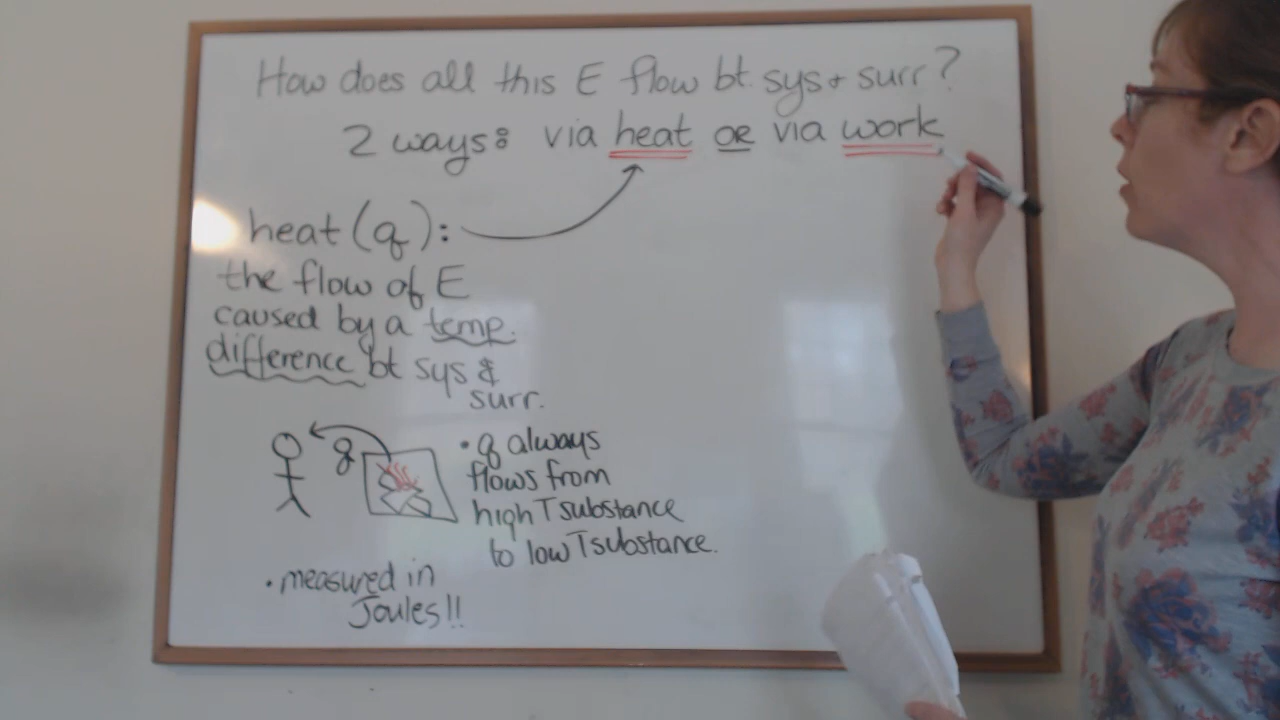 How does all this E flow bt. sys + surr?
2 ways: via heat or via work
heat (q):
the flow of E
caused by a temp.
difference bt sys &
surr.
q
• q always
flows from
high T substance
to low T substance.
• measured in
Joules!!